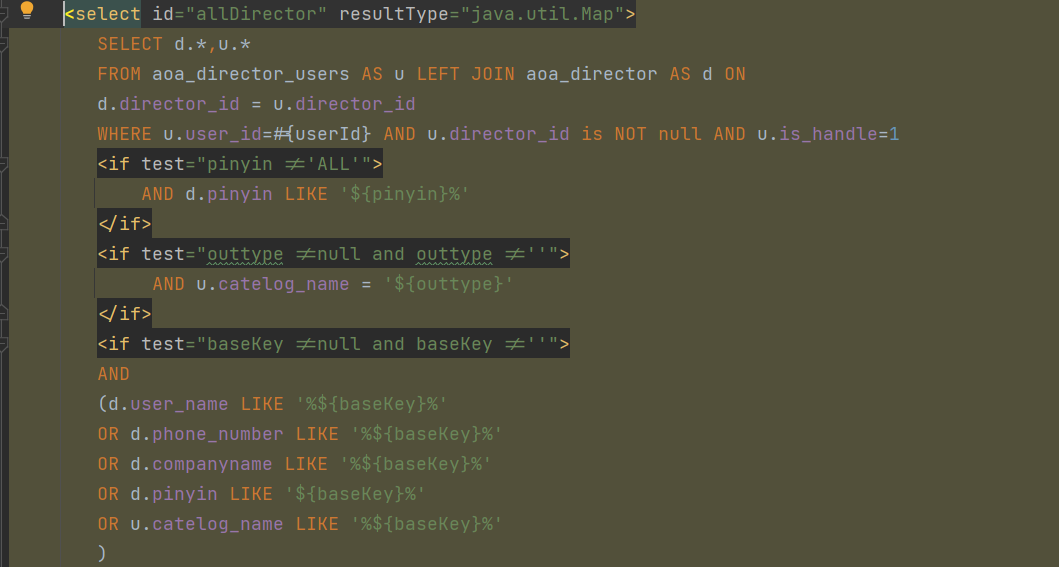 <select id="allDirector" resultType="java.util.Map">
SELECT d.*,u.*
FROM aoa_director_users AS u LEFT JOIN aoa_director AS d ON
d.director_id = u.director_id
WHERE u.user_id=#{userId} AND u.director_id is NOT null AND u.is_handle=1
<if test="pinyin !='ALL'">
AND d.pinyin LIKE '${pinyin}%'
</if>
<if test="outtype !=null and outtype !=''">
AND u.catelog_name = '${outtype}'
</if>
<if test="baseKey !=null and baseKey !=''">
AND
(d.user_name LIKE '%${baseKey}%'
OR d.phone_number LIKE '%${baseKey}%'
OR d.companyname LIKE '%${baseKey}%'
OR d.pinyin LIKE '${baseKey}%'
OR u.catelog_name LIKE '%${baseKey}%'
)